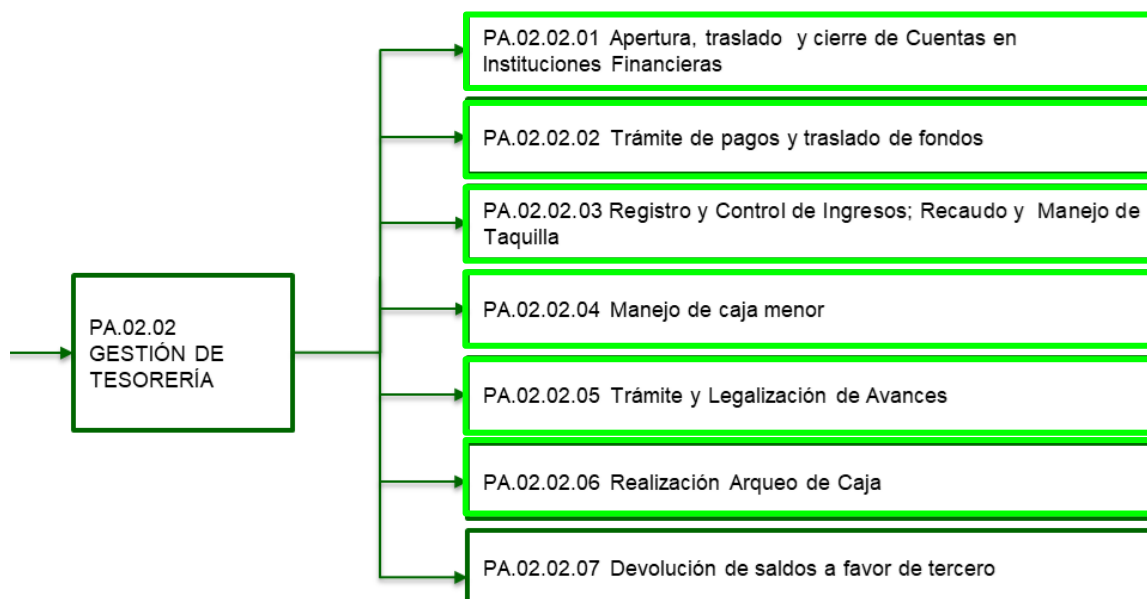 PA.02.02.01 Apertura, traslado y cierre de Cuentas en
Instituciones Financieras
PA.02.02.02 Trámite de pagos y traslado de fondos
PA.02.02.03 Registro y Control de Ingresos; Recaudo y Manejo de
Taquilla
PA.02.02
GESTIÓN DE
TESORERÍA
PA.02.02.04 Manejo de caja menor
PA.02.02.05 Trámite y Legalización de Avances
PA.02.02.06 Realización Arqueo de Caja
PA.02.02.07 Devolución de saldos a favor de tercero